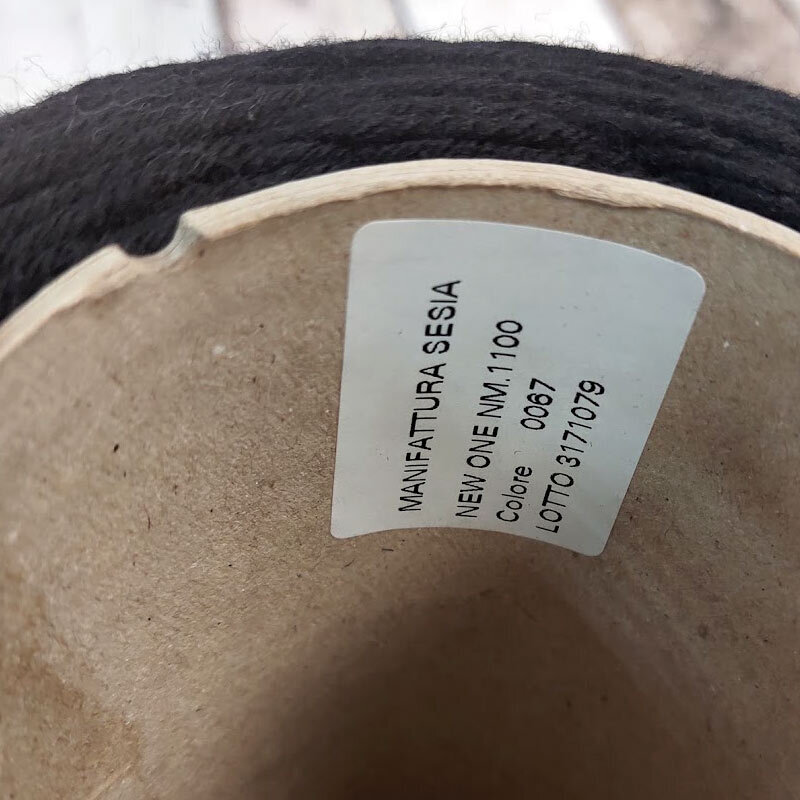 MANIFATTURA SESIA
NEW ONE NM.1100
Colore 0067
LOTTO 3171079